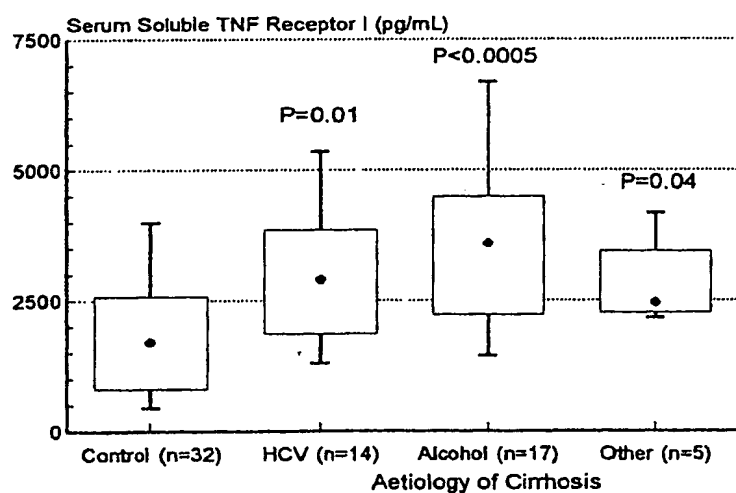 Serum Soluble TNF Receptor I (pg/mL)
7500
P<0.0005
P=0.01
5000
P=0.04
2500
0
Control (n=32) HCV (n=14) Alcohol (n=17) Other (n=5)
Aetiology of Cirrhosis